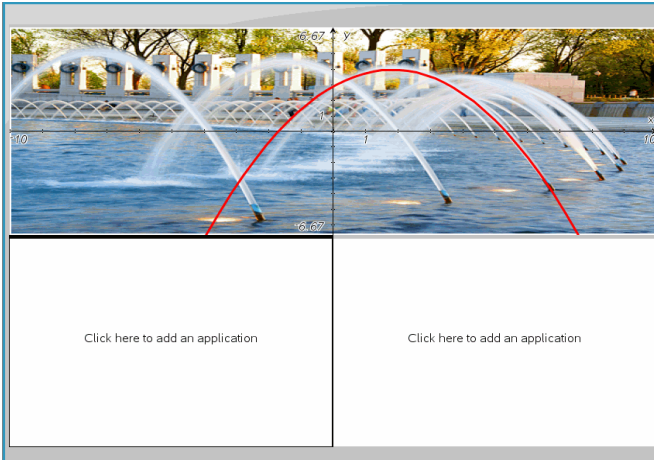 6.67 y
1
-10 1 x 10
-6.67
Click here to add an application Click here to add an application